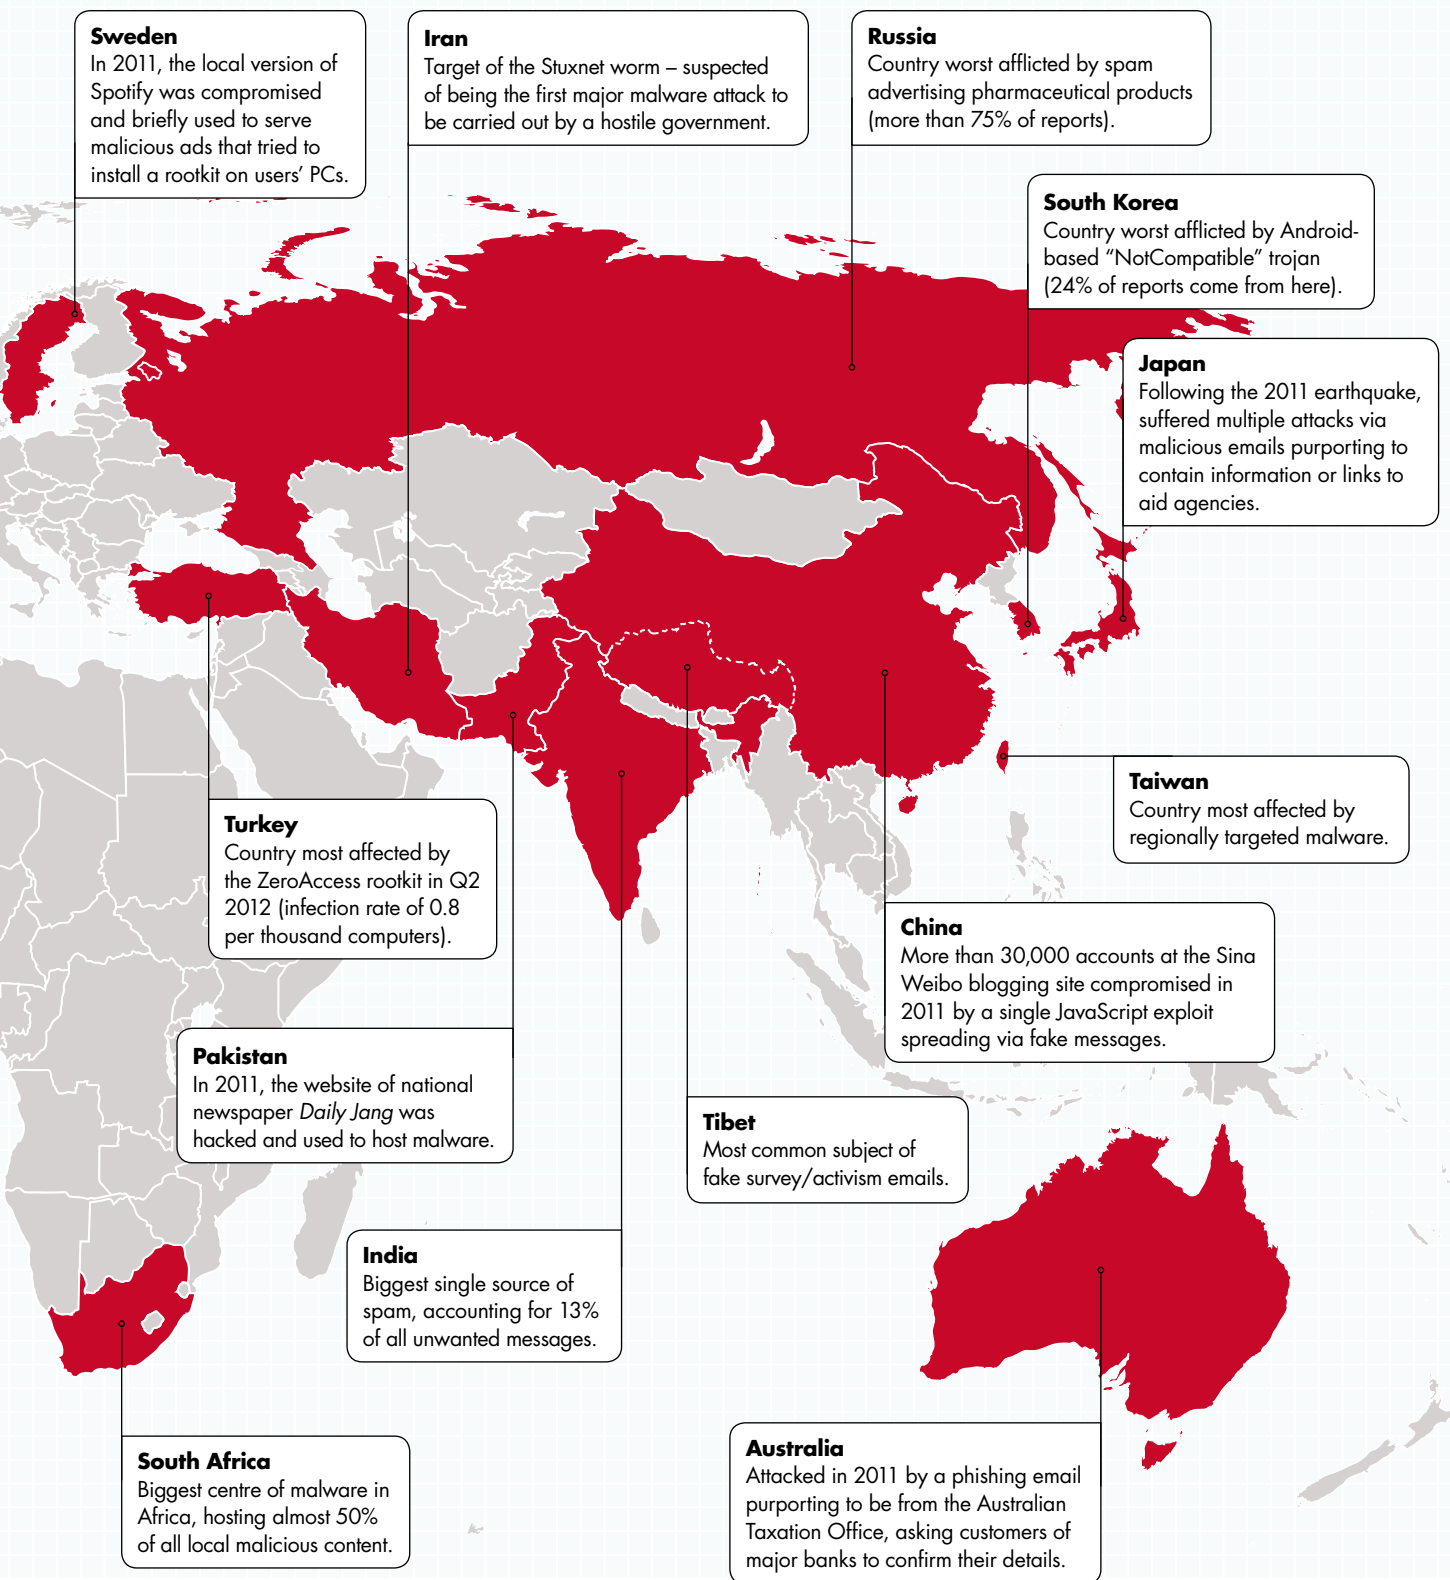 Sweden
In 2011, the local version of
Spotify was compromised
and briefly used to serve
malicious ads that tried to
install a rootkit on users’ PCs.
Iran
Target of the Stuxnet worm – suspected
of being the first major malware attack to
be carried out by a hostile government.
Russia
Country worst afflicted by spam
advertising pharmaceutical products
(more than 75% of reports).
South Korea
Country worst afflicted by Android-
based “NotCompatible” trojan
(24% of reports come from here).
Japan
Following the 2011 earthquake,
suffered multiple attacks via
malicious emails purporting to
contain information or links to
aid agencies.
Taiwan
Country most affected by
regionally targeted malware.
Turkey
Country most affected by
the ZeroAccess rootkit in Q2
2012 (infection rate of 0.8
per thousand computers).
China
More than 30,000 accounts at the Sina
Weibo blogging site compromised in
2011 by a single JavaScript exploit
spreading via fake messages.
Pakistan
In 2011, the website of national
newspaper Daily Jang was
hacked and used to host malware.
Tibet
Most common subject of
fake survey/activism emails.
India
Biggest single source of
spam, accounting for 13%
of all unwanted messages.
South Africa
Biggest centre of malware in
Africa, hosting almost 50%
of all local malicious content.
Australia
Attacked in 2011 by a phishing email
purporting to be from the Australian
Taxation Office, asking customers of
major banks to confirm their details.